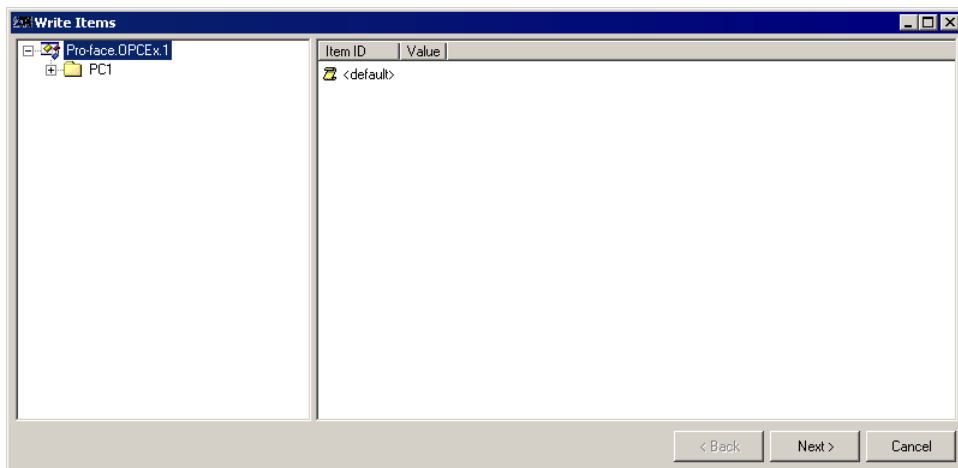 Write Items
Pro-face.OPCEx.1
PC1
Item ID Value
<default>
< Back Next > Cancel